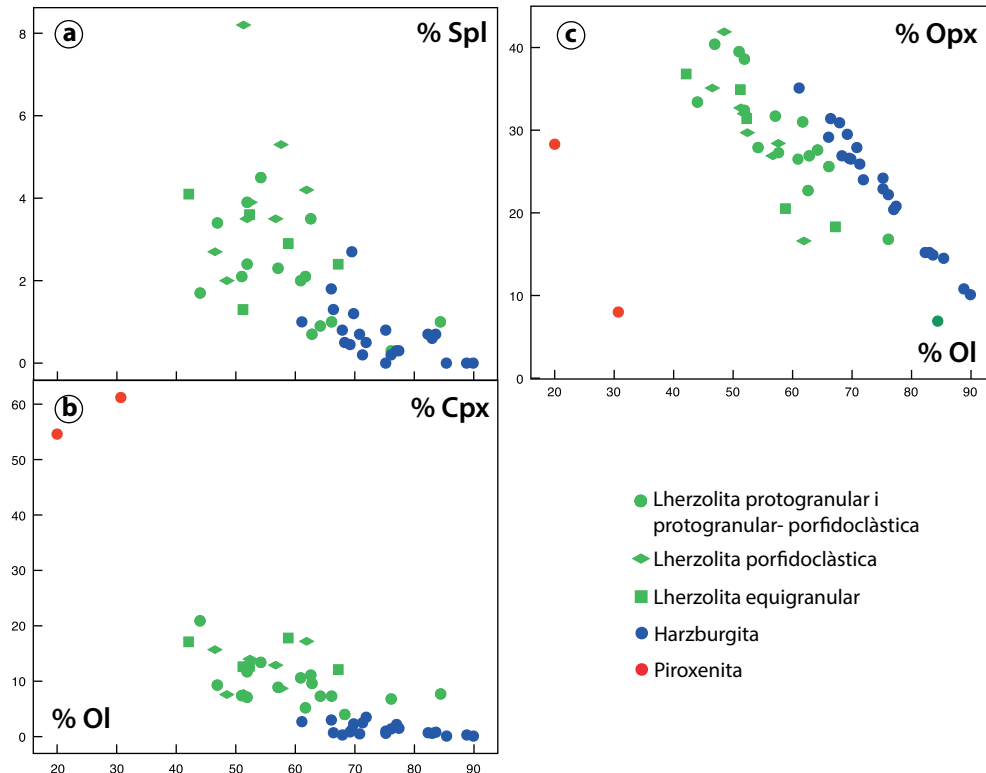 a
% Spl
8
6
4
2
0
b
% Cpx
60
50
40
30
20
10
0
% Ol
20 30 40 50 60 70 80 90
c
% Opx
40
30
20
10
0
% Ol
20 30 40 50 60 70 80 90
Lherzolita protogranular i
protogranular- porfidoclàstica
Lherzolita porfidoclàstica
Lherzolita equigranular
Harzburgita
Piroxenita